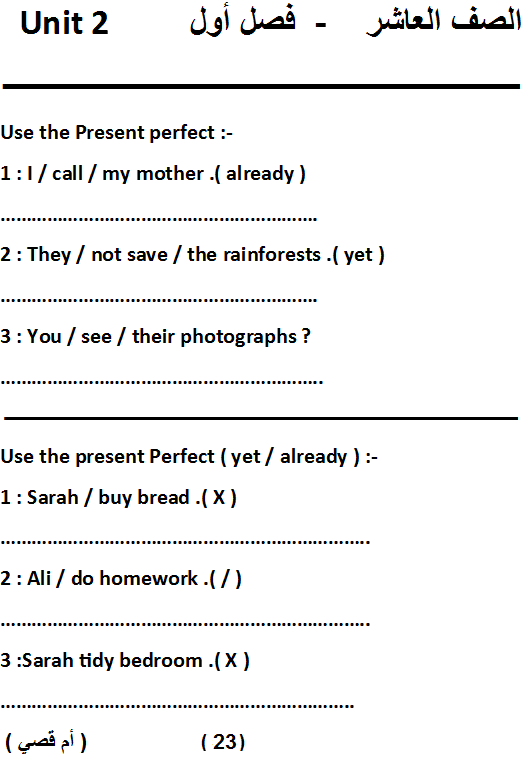 Unit 2 الصف العاشر - فصل أول
Use the Present perfect :-
1 : I / call / my mother .( already )
............................................................
2 : They / not save / the rainforests .( yet )
............................................................
3 : You / see / their photographs ?
.............................................................
Use the present Perfect ( yet / already ) :-
1 : Sarah / buy bread .( X )
......................................................................
2 : Ali / do homework .( / )
......................................................................
3 :Sarah tidy bedroom .( X )
...................................................................
( أم قصي ) ( 23)